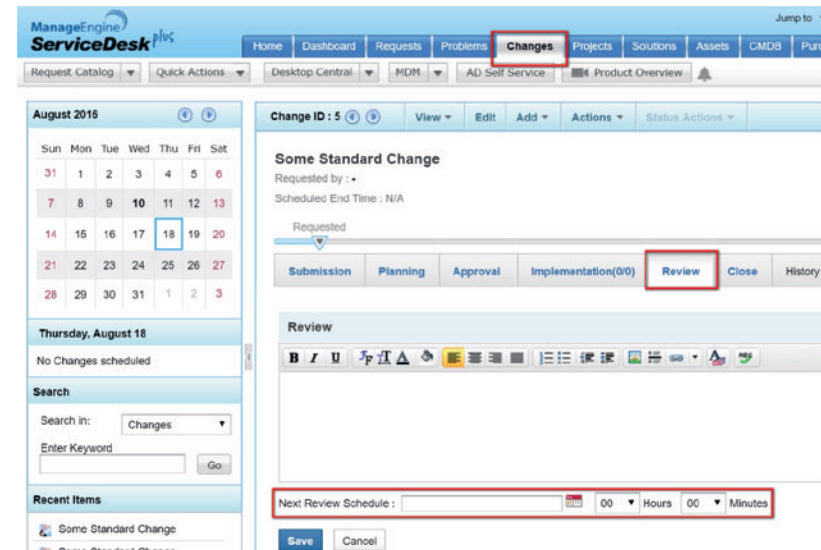 Jump to
ManageEngine
ServiceDesk plus
Home Dashboard Requests Problems Changes Projects Solutions Assets CMDB
Request Catalog Quick Actions Desktop Central MDM AD Self Service Product Overview
August 2016
Change ID : 5 View Edit Add Actions Status Actions
Sun Mon Tue Wed Thu Fri Sat
31 1 2 3 4 5 6
7 8 9 10 11 12 13
14 15 16 17 18 19 20
21 22 23 24 25 26 27
28 29 30 31 1 2 3
Some Standard Change
Requested by : -
Scheduled End Time : N/A
Requested
Submission Planning Approval Implementation(0/0) Review Close History
Thursday, August 18
No Changes scheduled
Search
Search in: Changes
Enter Keyword
Go
Recent Items
Some Standard Change
Review
B I U
Next Review Schedule : 00 Hours 00 Minutes
Save Cancel